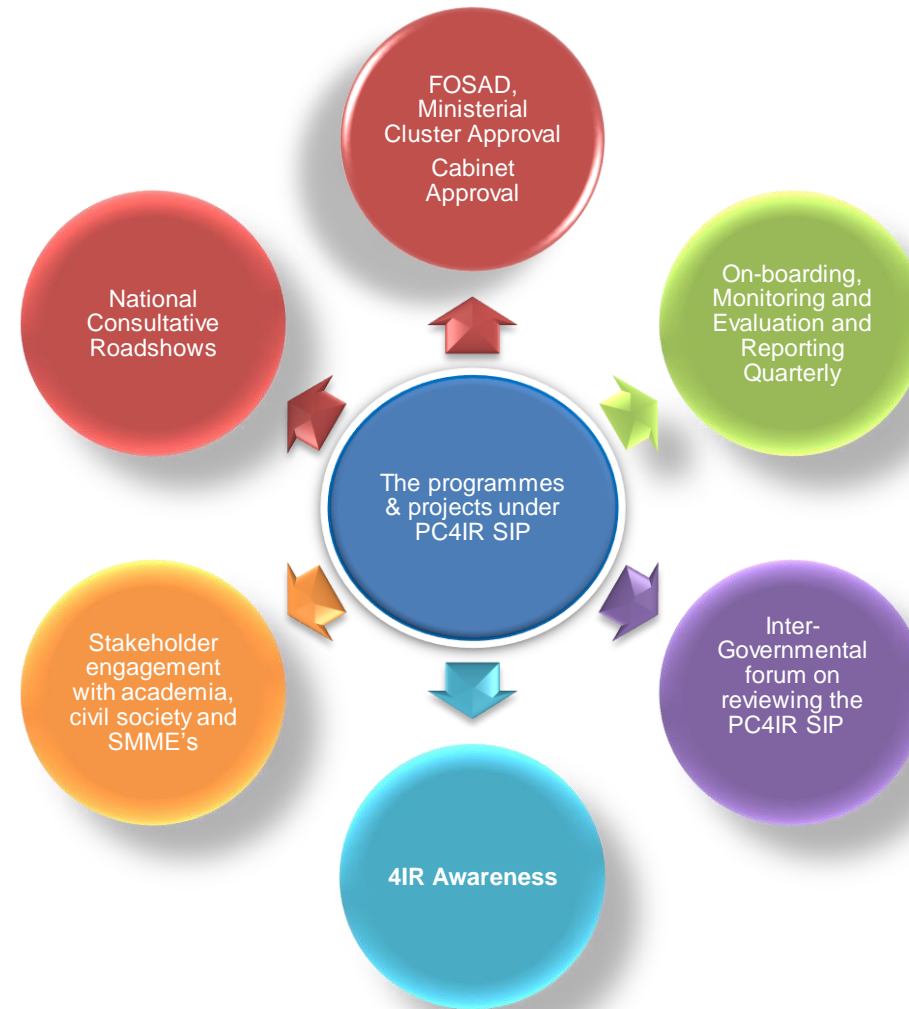 FOSAD,
Ministerial
Cluster Approval
Cabinet
Approval
On-boarding,
Monitoring and
Evaluation and
Reporting
Quarterly
Inter-
Governmental
forum on
reviewing the
PC4IR SIP
4IR Awareness
Stakeholder
engagement
with academia,
civil society and
SMME's
National
Consultative
Roadshows
The programmes
& projects under
PC4IR SIP